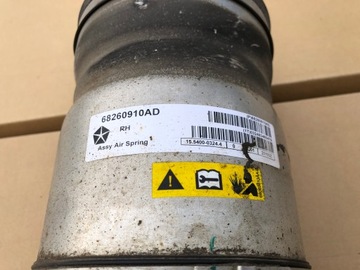 68260910AD
RH
Assy Air Spring
15.5400-0324.4